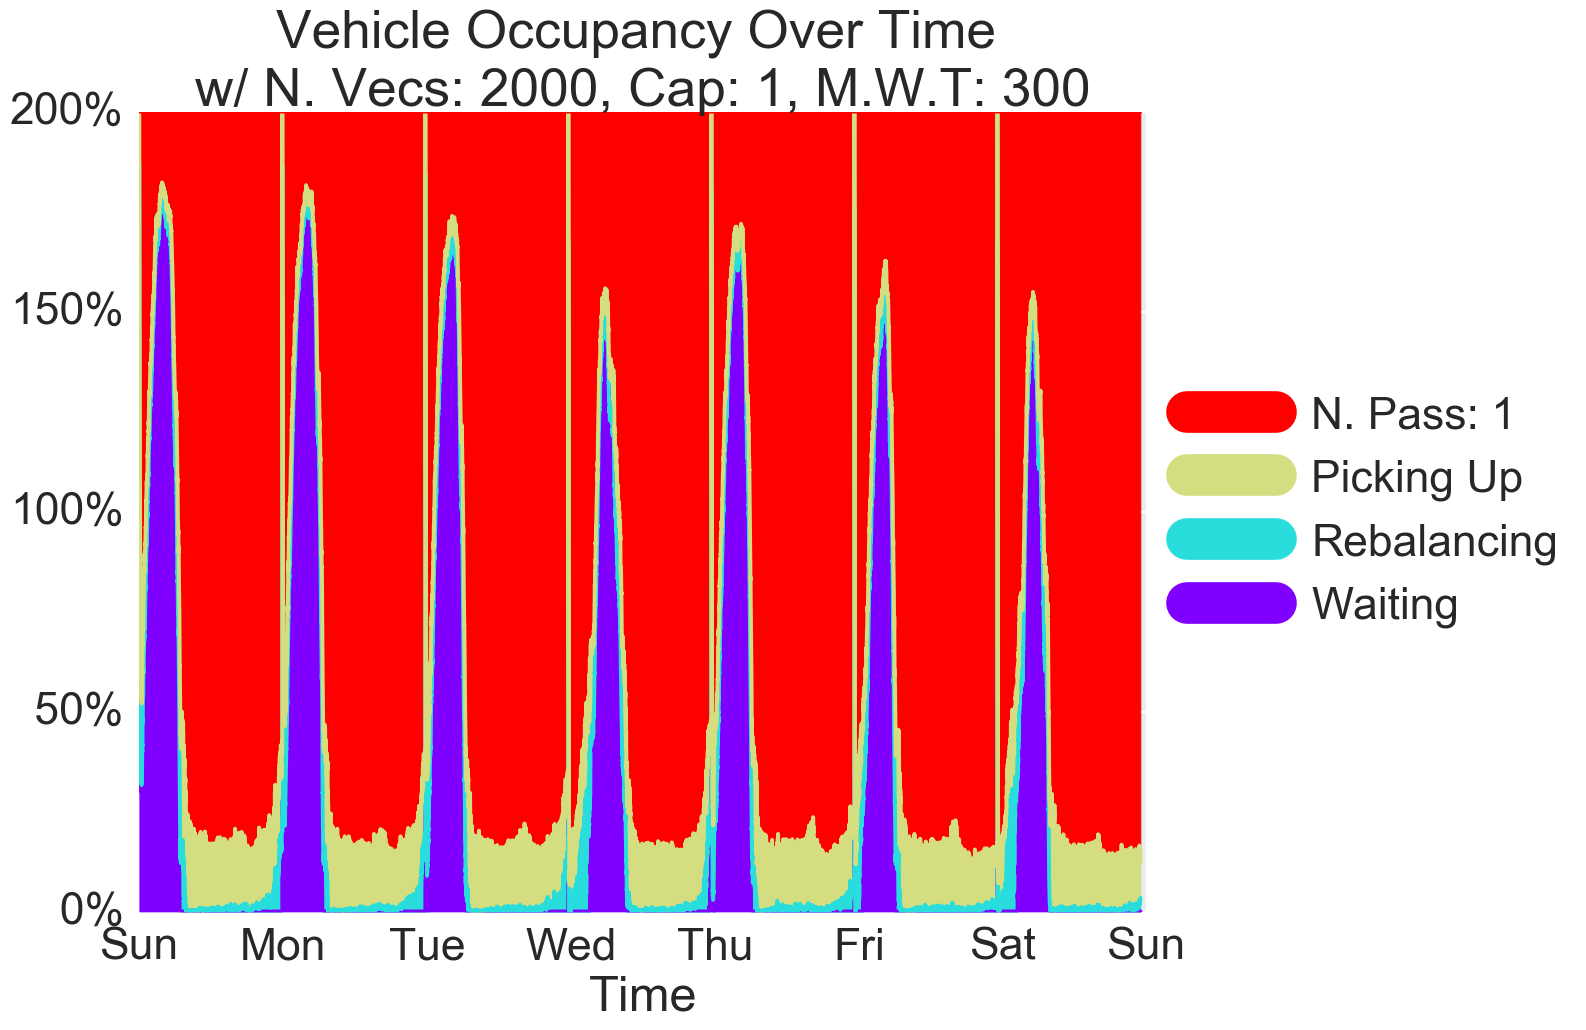 Vehicle Occupancy Over Time
w/ N. Vecs: 2000, Cap: 1, M.W.T: 300
200%
150%
100%
50%
0%
Sun Mon Tue Wed Thu Fri Sat Sun
Time
N. Pass: 1
Picking Up
Rebalancing
Waiting